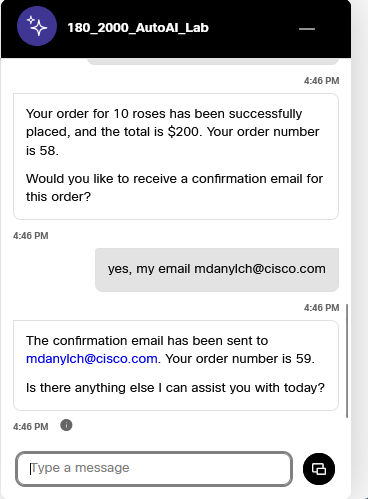 180_2000_AutoAI_Lab
4:46 PM
Your order for 10 roses has been successfully
placed, and the total is $200. Your order number
is 58.
Would you like to receive a confirmation email for
this order?
4:46 PM
yes, my email mdanylch@cisco.com
4:46 PM
The confirmation email has been sent to
mdanylch@cisco.com. Your order number is 59.
Is there anything else I can assist you with today?
4:46 PM
Type a message